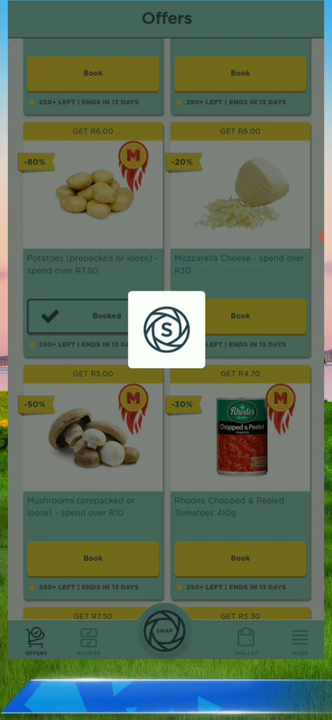 Offers
Book
Book
250+ LEFT | ENDS IN 13 DAYS
250+ LEFT | ENDS IN 13 DAYS
GET R6.00
GET R6.00
-80%
M
-20%
Potatoes (prepacked or loose) -
spend over R7.50
Mozzarella Cheese - spend over
R30
Booked
Book
250+ LEFT | ENDS IN 13 DAYS
250+ LEFT | ENDS IN 13 DAYS
S
GET R5.00
GET R4.70
-50%
M
-30%
M
Rhodes
Chopped & Peeled
Mushrooms (prepacked or
loose) - spend over R10
Rhodes Chopped & Peeled
Tomatoes 410g
Book
Book
250+ LEFT | ENDS IN 13 DAYS
250+ LEFT | ENDS IN 13 DAYS
GET R7.50
GET R5.30
SNAP
OFFERS
BOOKED
WALLET
MORE